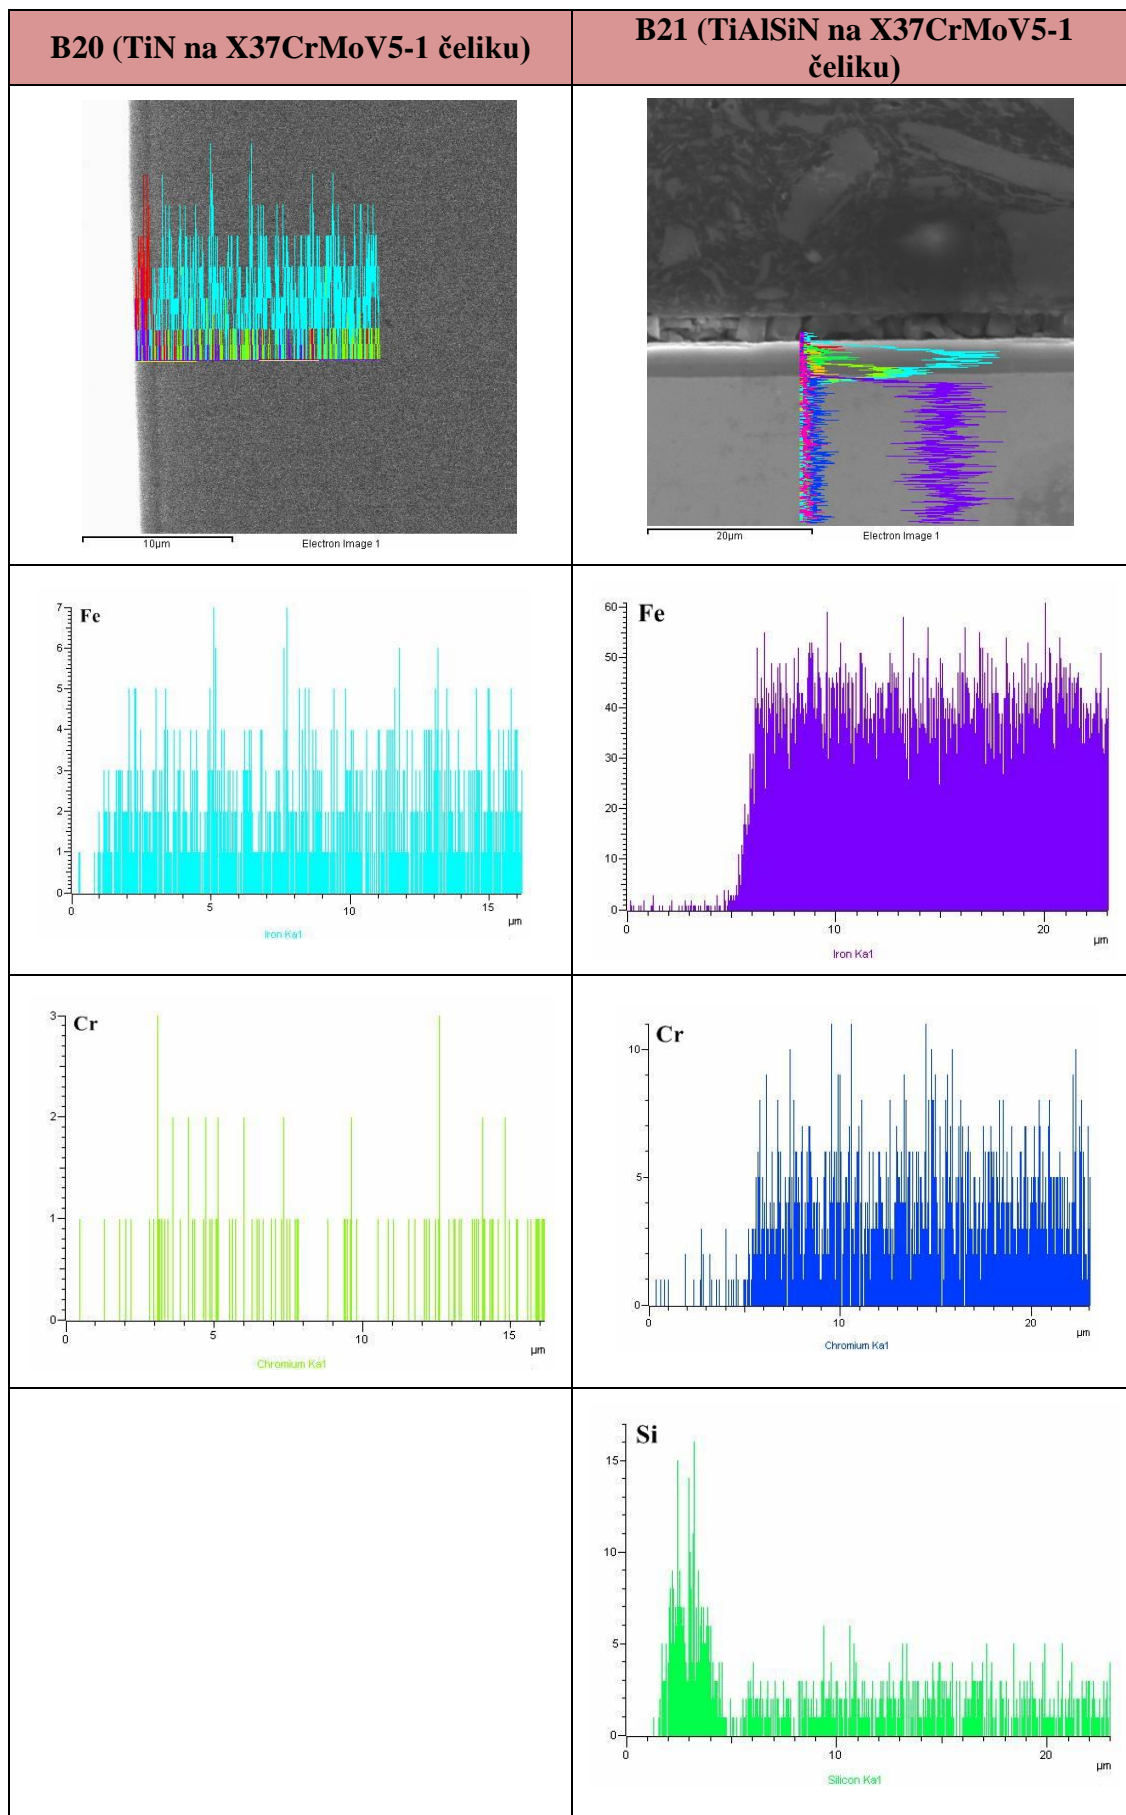 B20 (TiN na X37CrMoV5-1 čeliku)
B21 (TiAlSiN na X37CrMoV5-1
čeliku)
10µm
Electron Image 1
20µm
Electron Image 1
Fe
7
6
5
4
3
2
1
0
0
5
10
15
µm
Iron Ka1
Fe
60
50
40
30
20
10
0
0
10
20
µm
Iron Ka1
Cr
3
2
1
0
0
5
10
15
µm
Chromium Ka1
Cr
10
5
0
0
10
20
µm
Chromium Ka1
Si
15
10
5
0
0
10
20
µm
Silicon Ka1